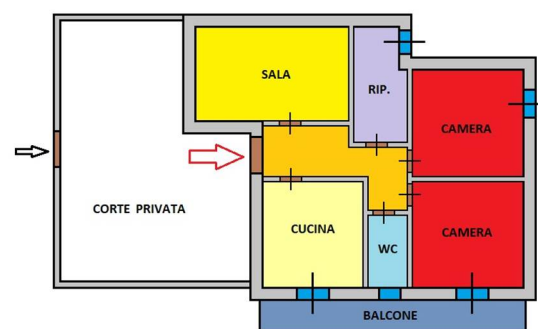 SALA
RIP.
CAMERA
CORTE PRIVATA
CUCINA
WC
CAMERA
BALCONE